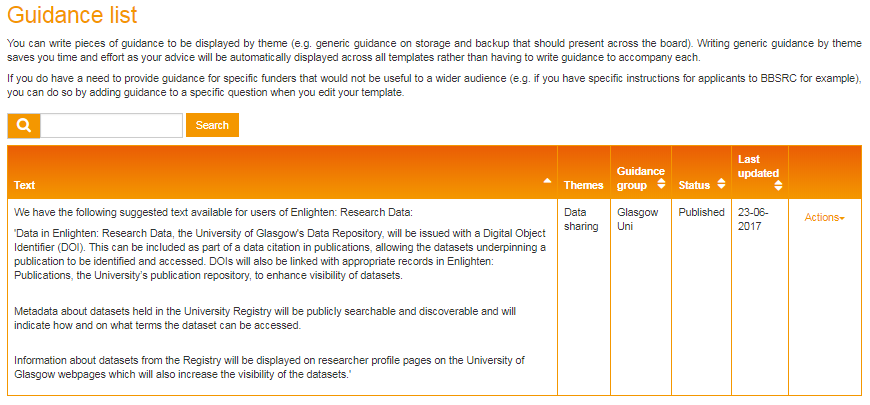 Guidance list
You can write pieces of guidance to be displayed by theme (e.g. generic guidance on storage and backup that should present across the board). Writing generic guidance by theme
saves you time and effort as your advice will be automatically displayed across all templates rather than having to write guidance to accompany each.
If you do have a need to provide guidance for specific funders that would not be useful to a wider audience (e.g. if you have specific instructions for applicants to BBSRC for example),
you can do so by adding guidance to a specific question when you edit your template.
Search
Text
Themes
Guidance
group
Status
Last
updated
We have the following suggested text available for users of Enlighten: Research Data:
'Data in Enlighten: Research Data, the University of Glasgow's Data Repository, will be issued with a Digital Object
Identifier (DOI). This can be included as part of a data citation in publications, allowing the datasets underpinning a
publication to be identified and accessed. DOIs will also be linked with appropriate records in Enlighten:
Publications, the University's publication repository, to enhance visibility of datasets.
Metadata about datasets held in the University Registry will be publicly searchable and discoverable and will
indicate how and on what terms the dataset can be accessed.
Information about datasets from the Registry will be displayed on researcher profile pages on the University of
Glasgow webpages which will also increase the visibility of the datasets.'
Data
sharing
Glasgow
Uni
Published
23-06-
2017
Actions